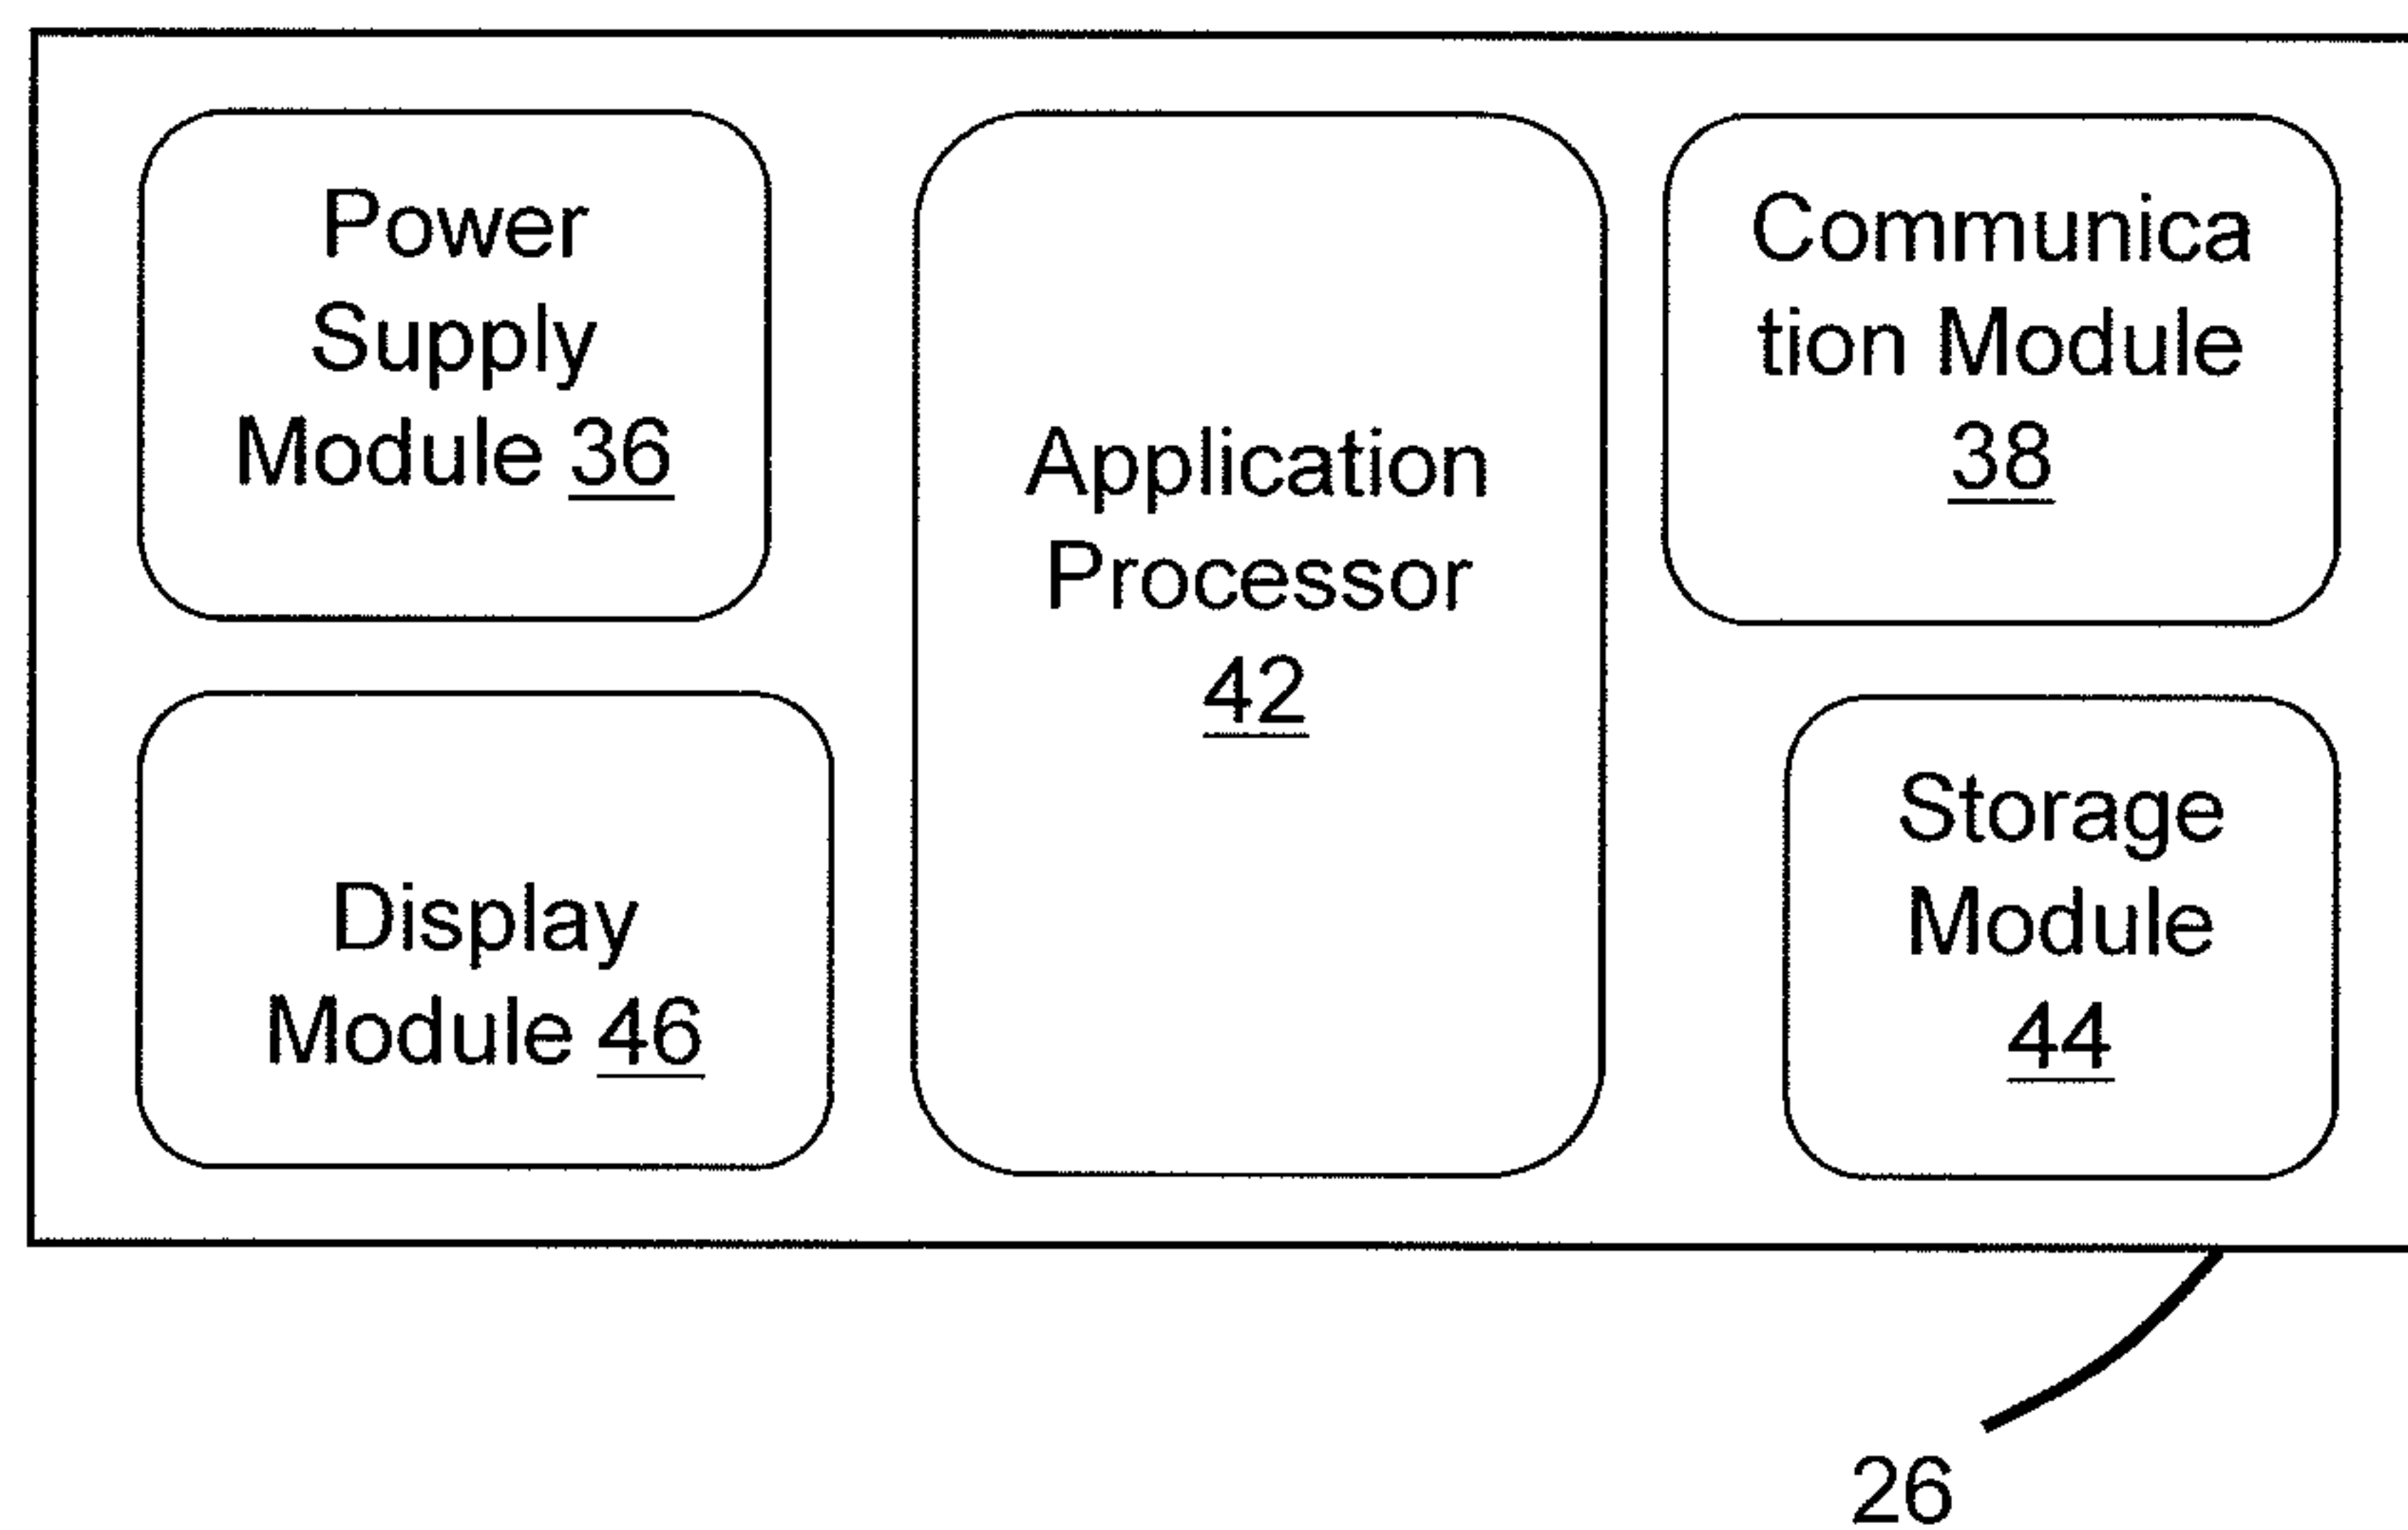 Power
Supply
Module 36
Application
Processor
42
Communica
tion Module
38
Display
Module 46
Storage
Module
44
26